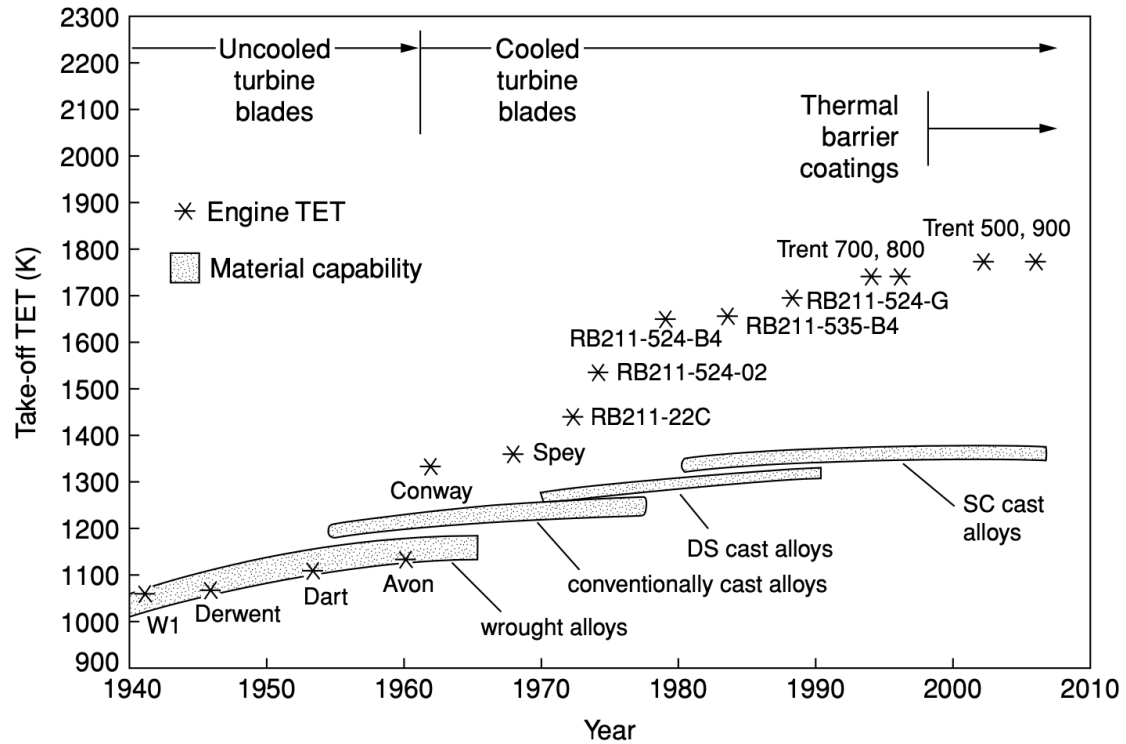 2300
2200
2100
2000
1900
1800
1700
1600
1500
1400
1300
1200
1100
1000
900
Take-off TET (K)
Uncooled
turbine
blades
Cooled
turbine
blades
Thermal
barrier
coatings
Engine TET
Material capability
Trent 500, 900
Trent 700, 800
RB211-524-G
RB211-535-B4
RB211-524-B4
RB211-524-02
RB211-22C
Spey
Conway
SC cast
alloys
DS cast alloys
conventionally cast alloys
wrought alloys
Avon
Dart
Derwent
W1
1940 1950 1960 1970 1980 1990 2000 2010
Year